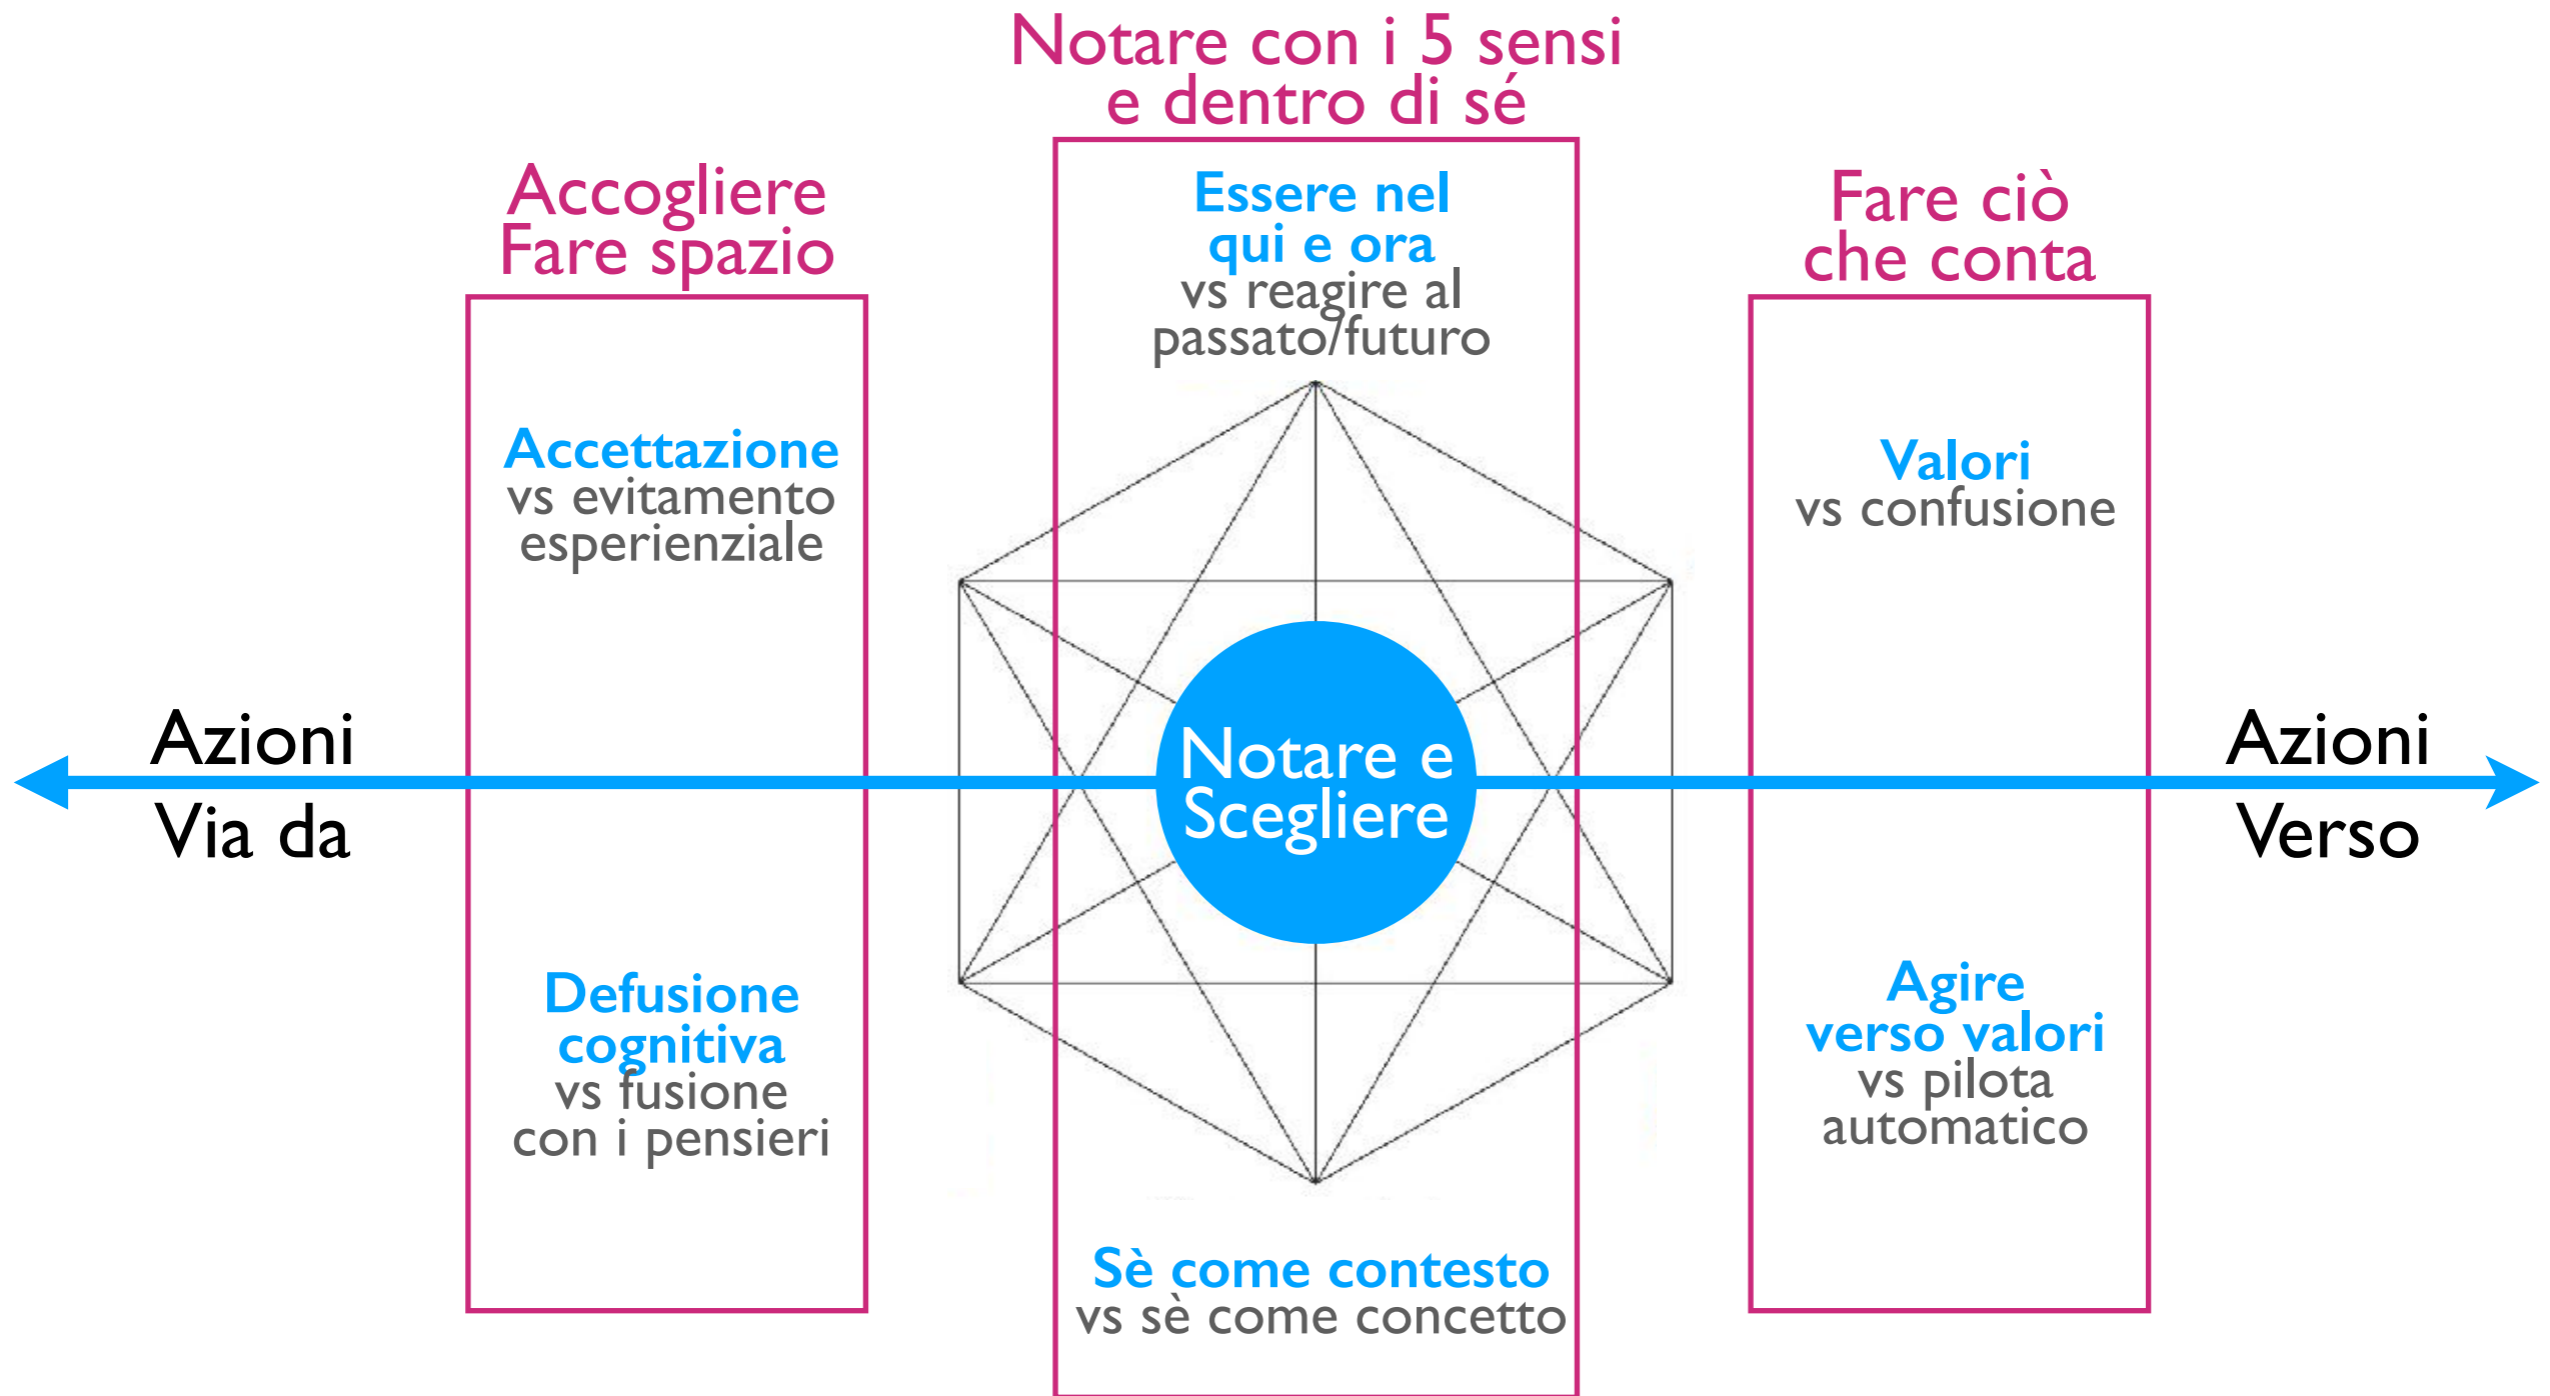 Notare con i 5 sensi
e dentro di sé
Accogliere
Fare spazio
Essere nel
qui e ora
vs reagire al
passato/futuro
Fare ciò
che conta
Accettazione
vs evitamento
esperienziale
Valori
vs confusione
Azioni
Via da
Notare e
Scegliere
Azioni
Verso
Defusione
cognitiva
vs fusione
con i pensieri
Agire
verso valori
vs pilota
automatico
Sè come contesto
vs sè come concetto